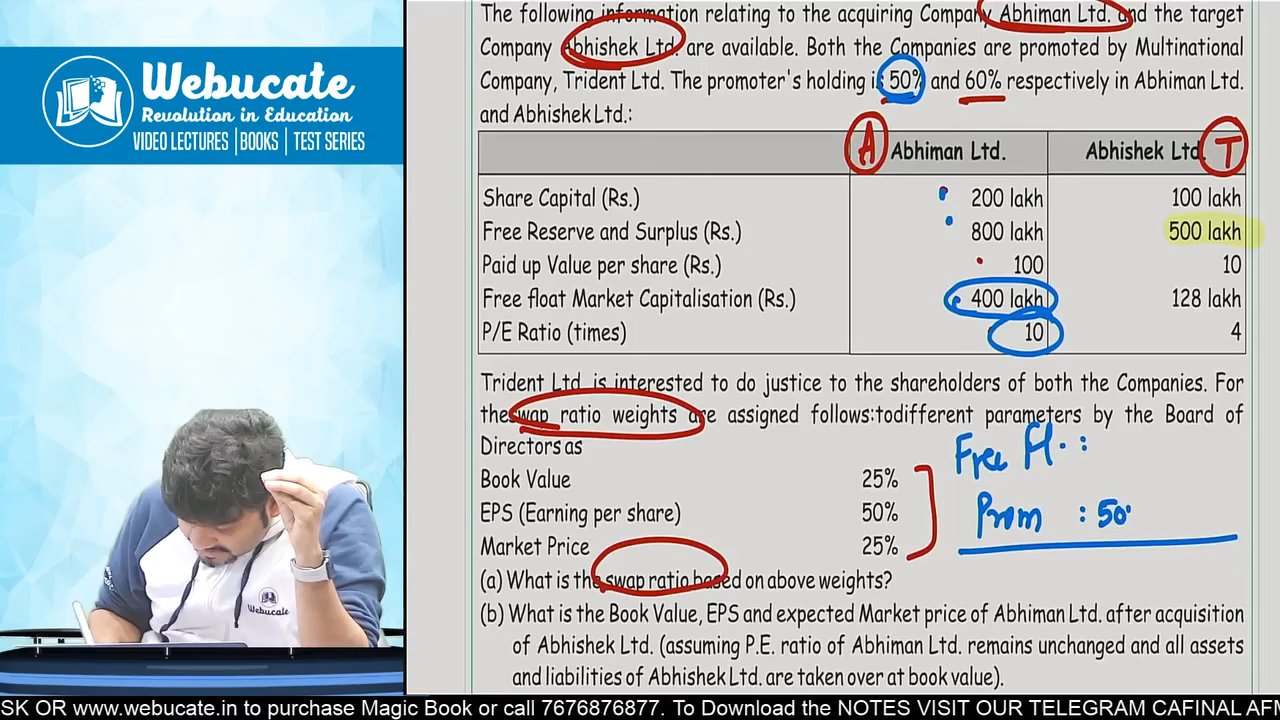 The following information relating to the acquiring Company Abhiman Ltd. and the target
Company Abhishek Ltd. are available. Both the Companies are promoted by Multinational
Company, Trident Ltd. The promoter's holding is 50% and 60% respectively in Abhiman Ltd.
and Abhishek Ltd.:
Webucate
Revolution in Education
VIDEO LECTURES | BOOKS | TEST SERIES
A Abhiman Ltd. Abhishek Ltd. T
Share Capital (Rs.) 200 lakh 100 lakh
Free Reserve and Surplus (Rs.) 800 lakh 500 lakh
Paid up Value per share (Rs.) 100 10
Free float Market Capitalisation (Rs.) 400 lakh 128 lakh
P/E Ratio (times) 10 4
Trident Ltd. is interested to do justice to the shareholders of both the Companies. For
the swap ratio weights are assigned follows:todifferent parameters by the Board of
Directors as
Book Value 25%
EPS (Earning per share) 50%
Market Price 25%
Free Fl. :
Prom : 50
(a) What is the swap ratio based on above weights?
(b) What is the Book Value, EPS and expected Market price of Abhiman Ltd. after acquisition
of Abhishek Ltd. (assuming P.E. ratio of Abhiman Ltd. remains unchanged and all assets
and liabilities of Abhishek Ltd. are taken over at book value).
Webucate
SK OR www.webucate.in to purchase Magic Book or call 7676876877. To Download the NOTES VISIT OUR TELEGRAM CAFINAL AFM